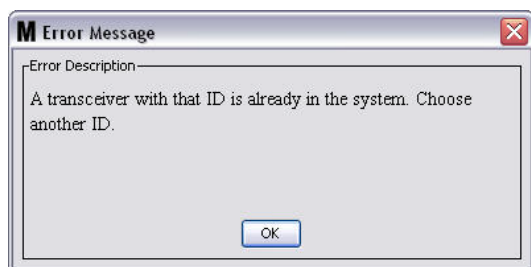 M Error Message
Error Description
A transceiver with that ID is already in the system. Choose
another ID.
OK